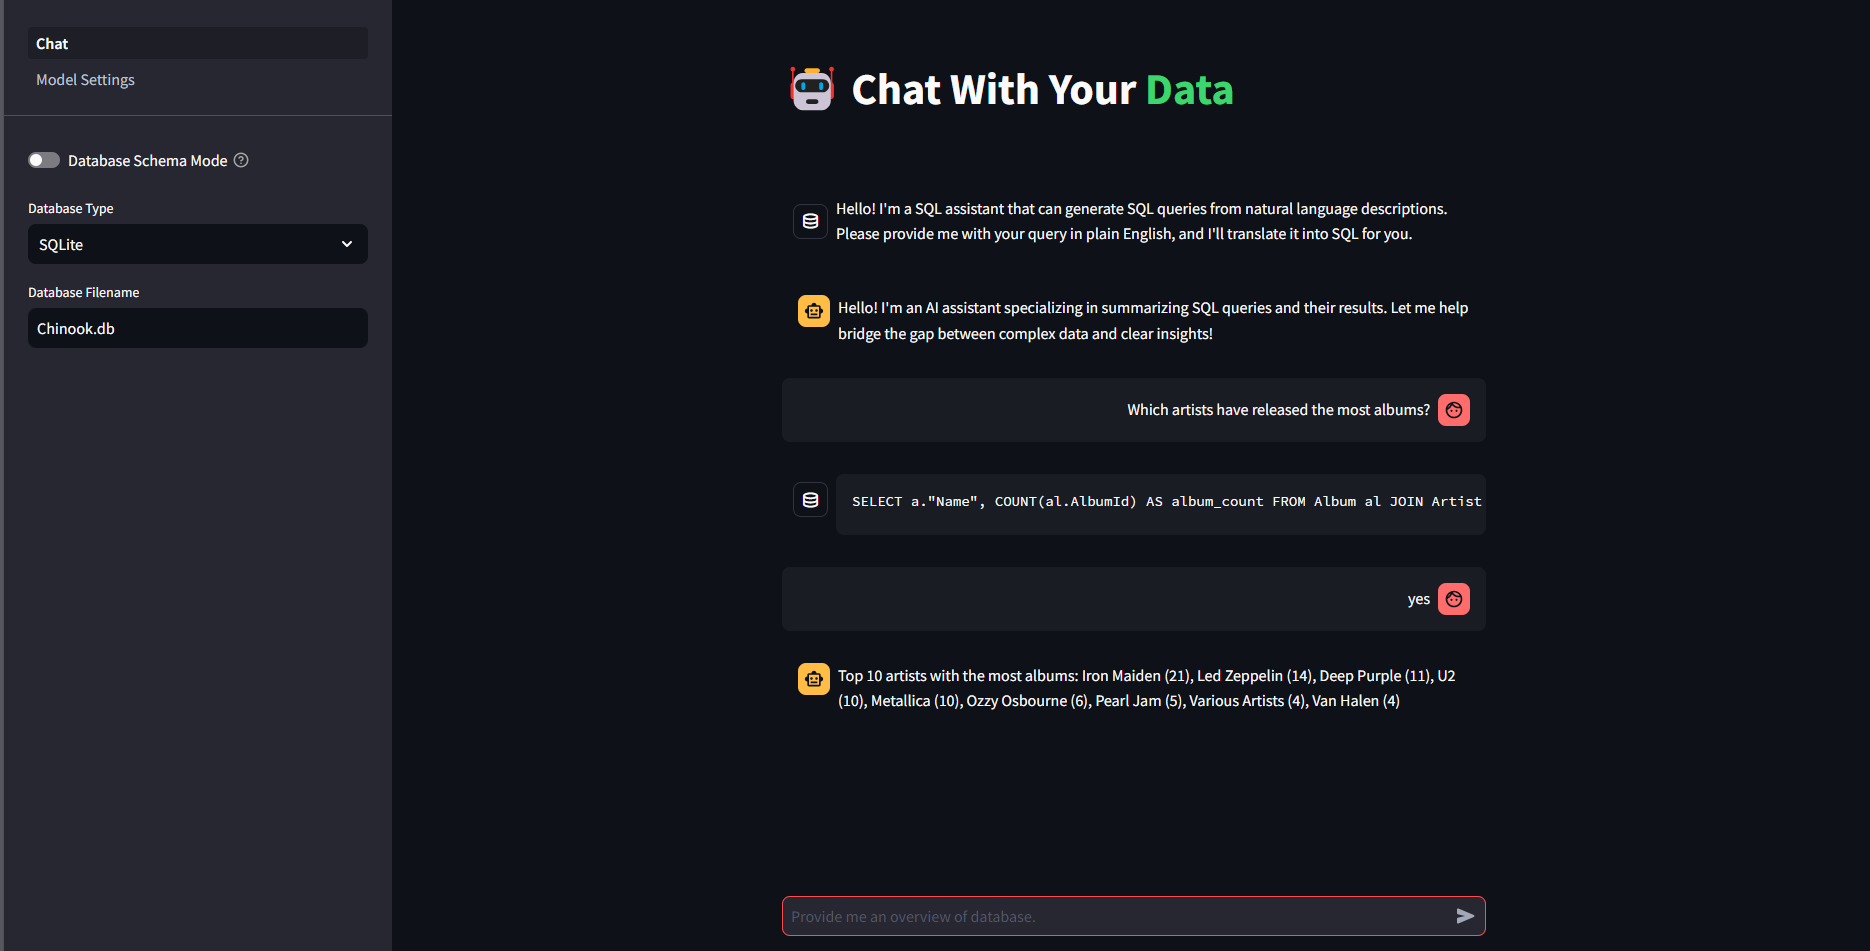 Chat
Model Settings
Database Schema Mode ?
Database Type
SQLite
Database Filename
Chinook.db
Chat With Your Data
Hello! I'm a SQL assistant that can generate SQL queries from natural language descriptions.
Please provide me with your query in plain English, and I'll translate it into SQL for you.
Hello! I'm an AI assistant specializing in summarizing SQL queries and their results. Let me help
bridge the gap between complex data and clear insights!
Which artists have released the most albums?
SELECT a."Name", COUNT(al.AlbumId) AS album_count FROM Album al JOIN Artist
yes
Top 10 artists with the most albums: Iron Maiden (21), Led Zeppelin (14), Deep Purple (11), U2
(10), Metallica (10), Ozzy Osbourne (6), Pearl Jam (5), Various Artists (4), Van Halen (4)
Provide me an overview of database.